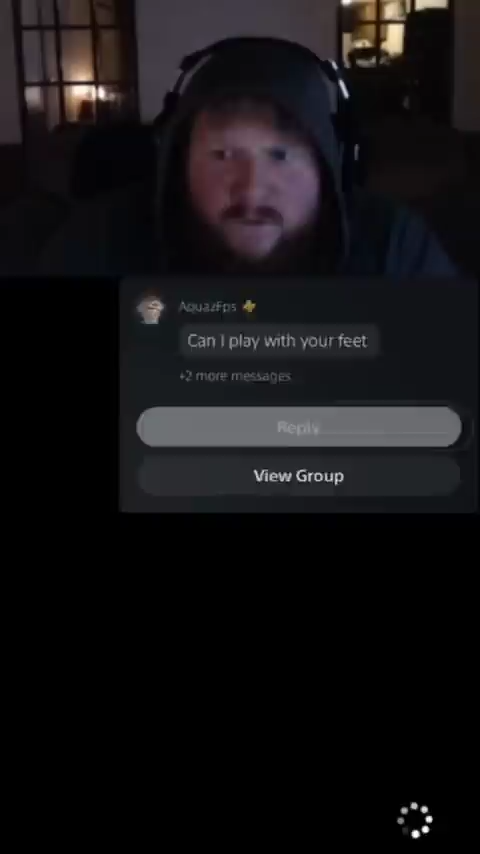 AquazFps
Can I play with your feet
+2 more messages
Reply
View Group